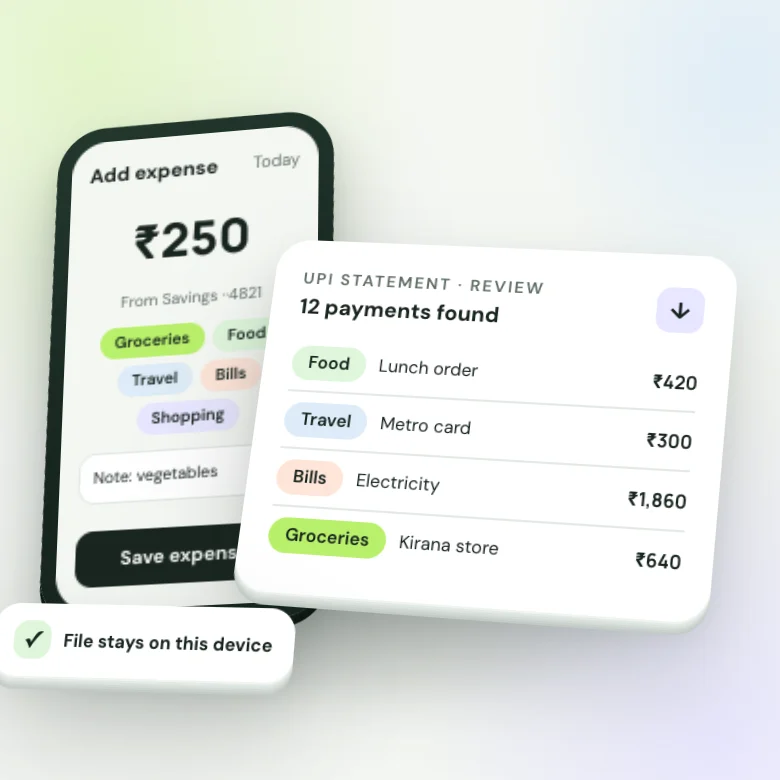 Add expense Today
₹250
From Savings ··4821
Groceries Food
Travel Bills
Shopping
Note: vegetables
Save expens
UPI STATEMENT · REVIEW
12 payments found
↓
Food Lunch order ₹420
Travel Metro card ₹300
Bills Electricity ₹1,860
Groceries Kirana store ₹640
✓ File stays on this device